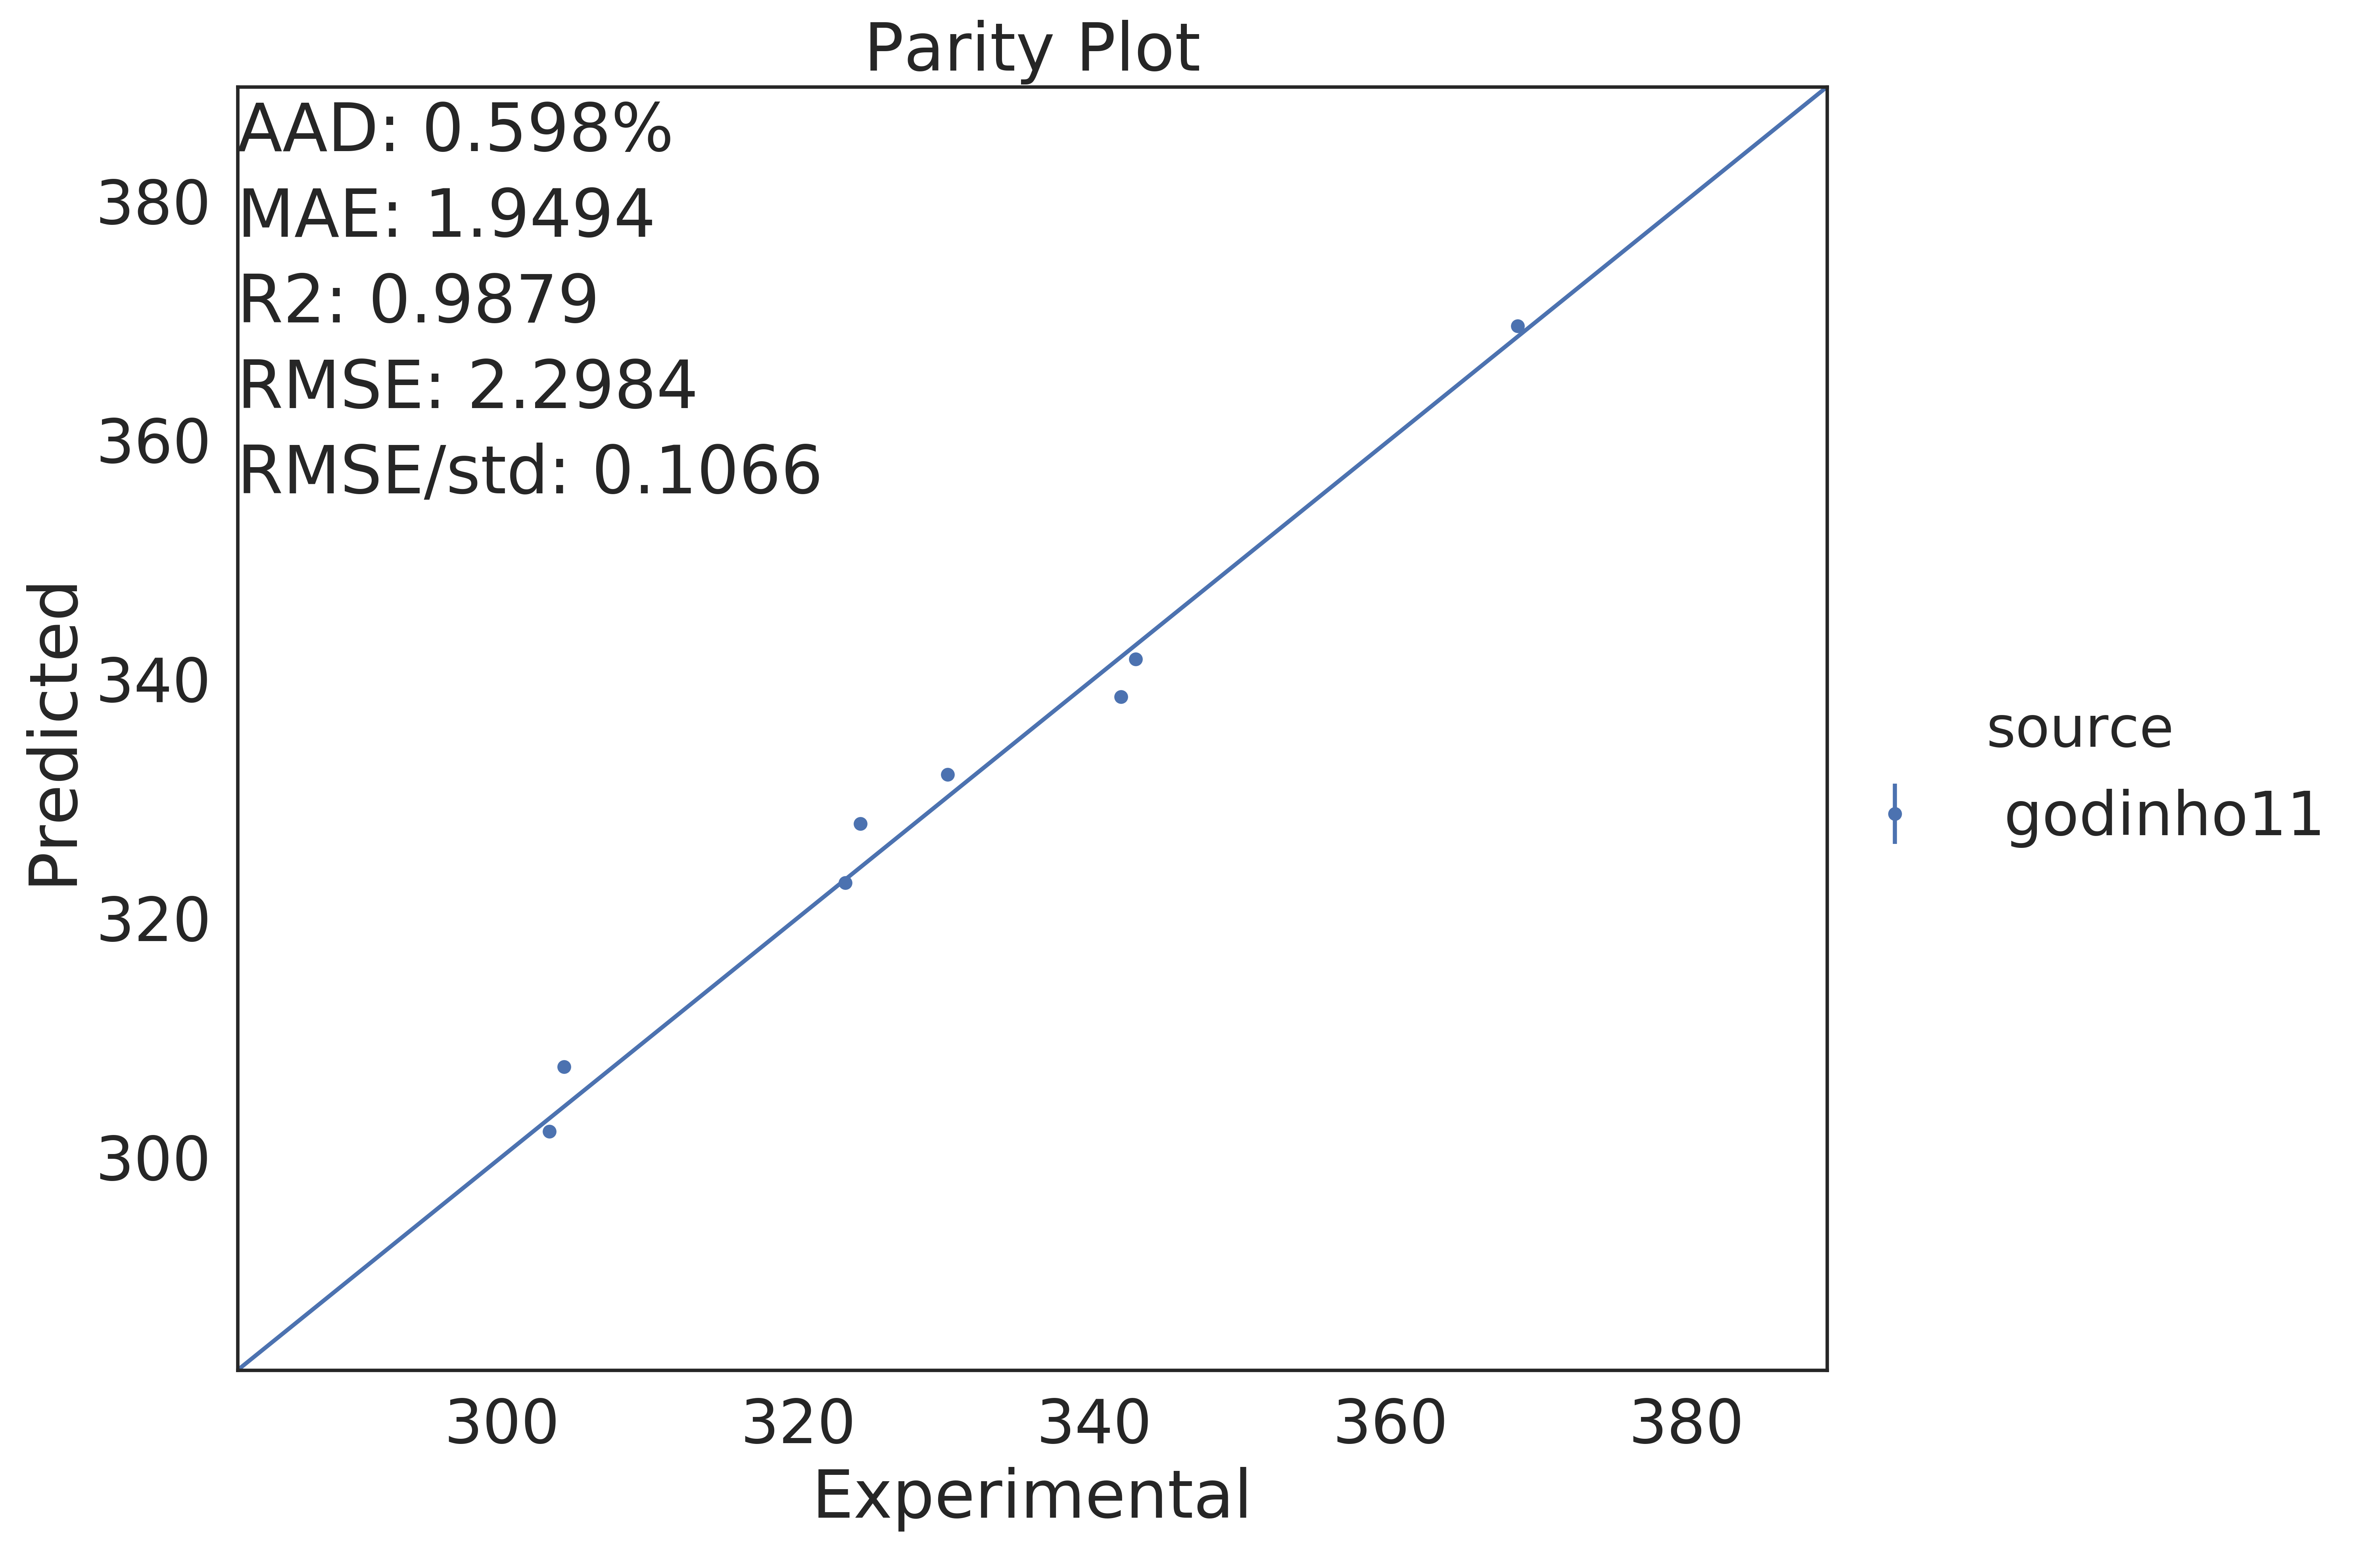 Parity Plot
AAD: 0.598%
MAE: 1.9494
R2: 0.9879
RMSE: 2.2984
RMSE/std: 0.1066
380
360
340
320
300
Predicted
300 320 340 360 380
Experimental
source
godinho11